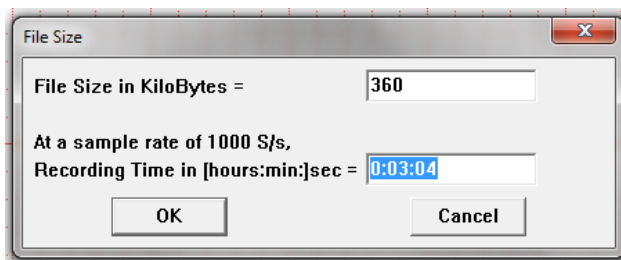 File Size
File Size in KiloBytes = 360
At a sample rate of 1000 S/s,
Recording Time in [hours:min:]sec = 0:03:04
OK Cancel